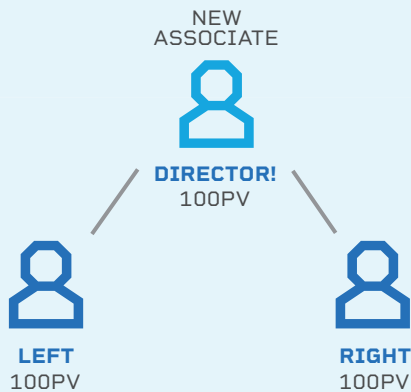 NEW
ASSOCIATE
DIRECTOR!
100PV
LEFT
100PV
RIGHT
100PV